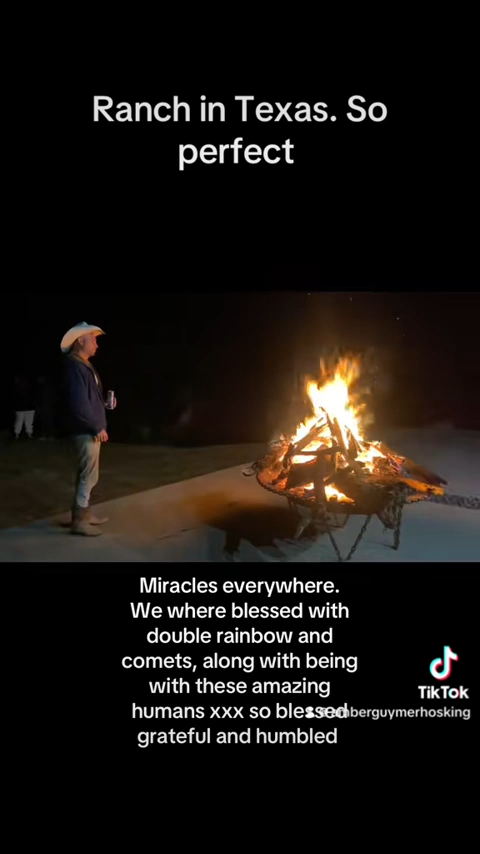 Ranch in Texas. So
perfect
Miracles everywhere.
We where blessed with
double rainbow and
comets, along with being
with these amazing
humans xxx so blessed
grateful and humbled
TikTok
amberguymerhosking